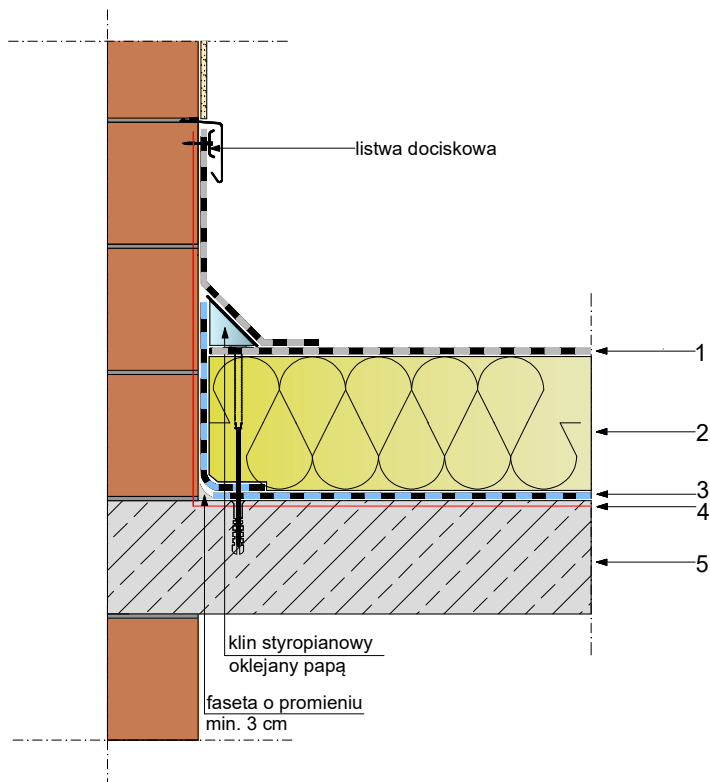 listwa dociskowa
1
2
3
4
5
klin styropianowy
oklejany papą
faseta o promieniu
min. 3 cm